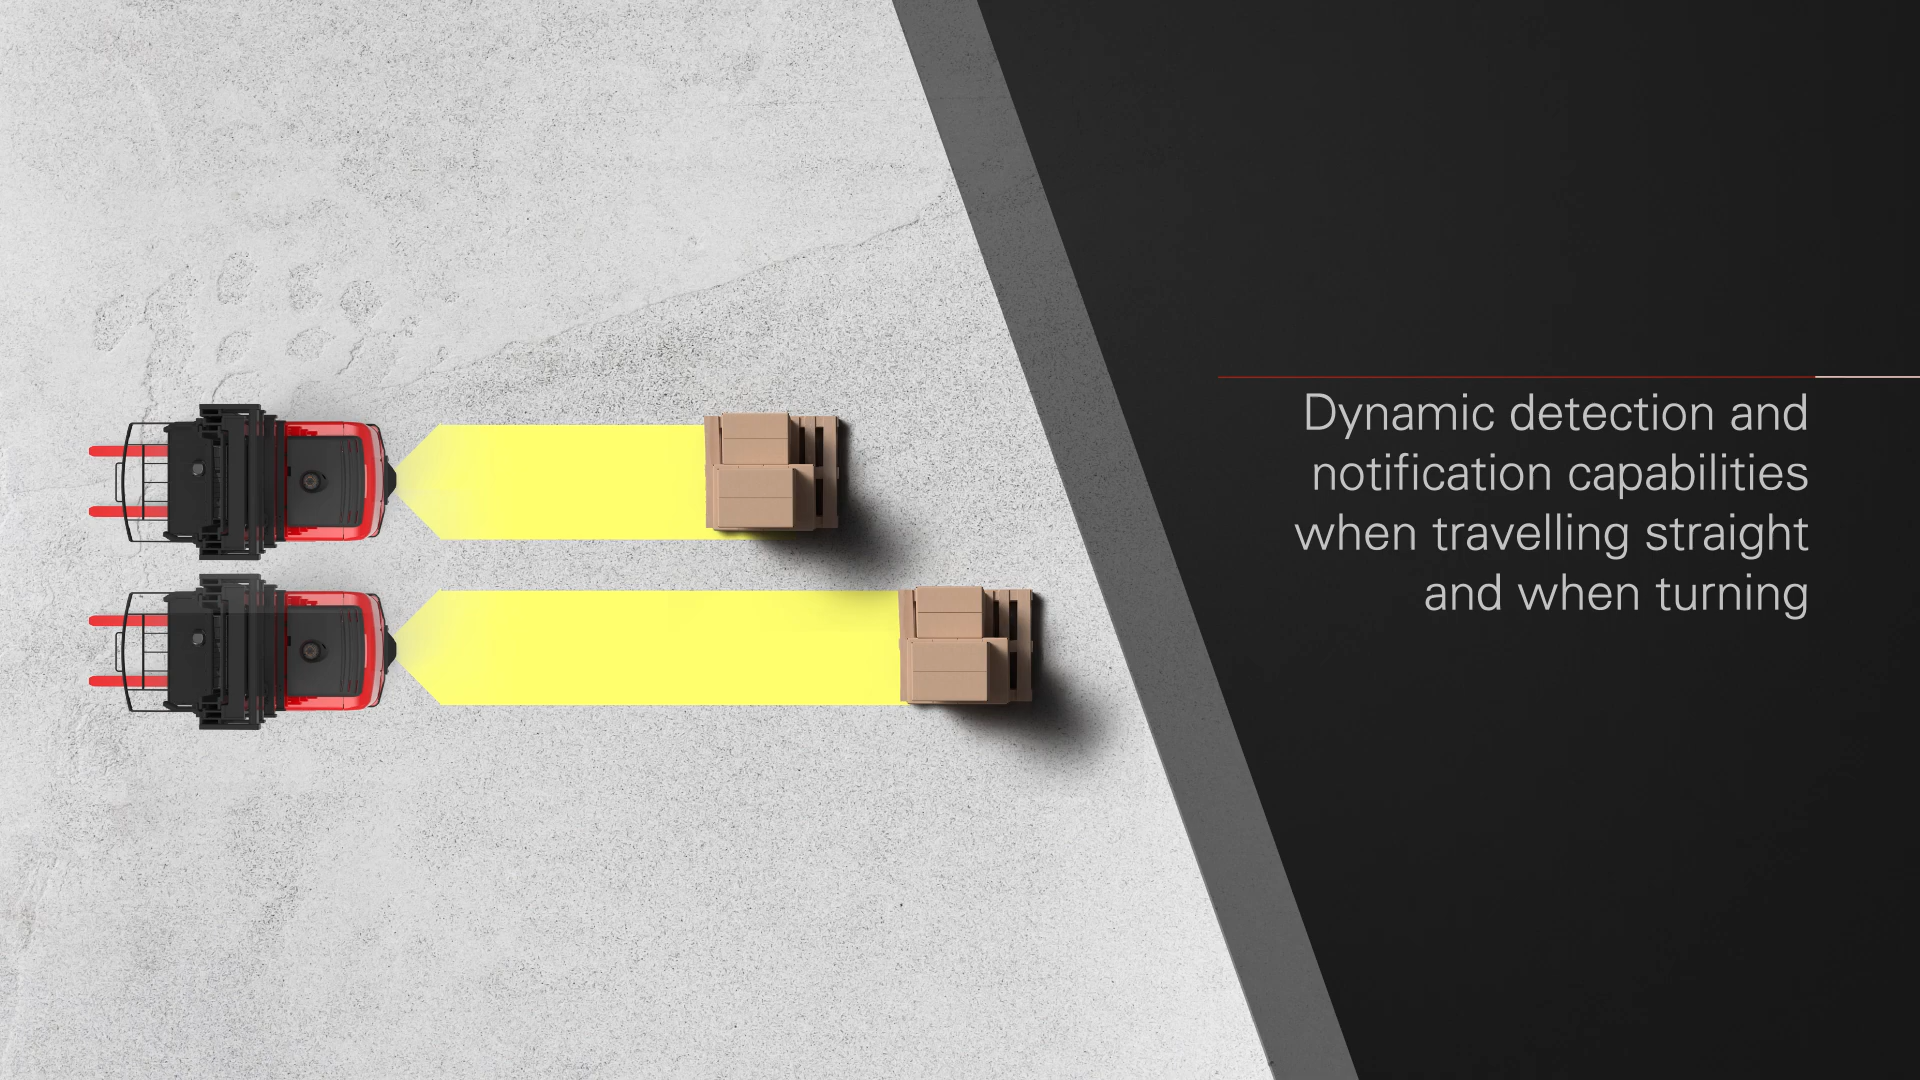 Dynamic detection and
notification capabilities
when travelling straight
and when turning